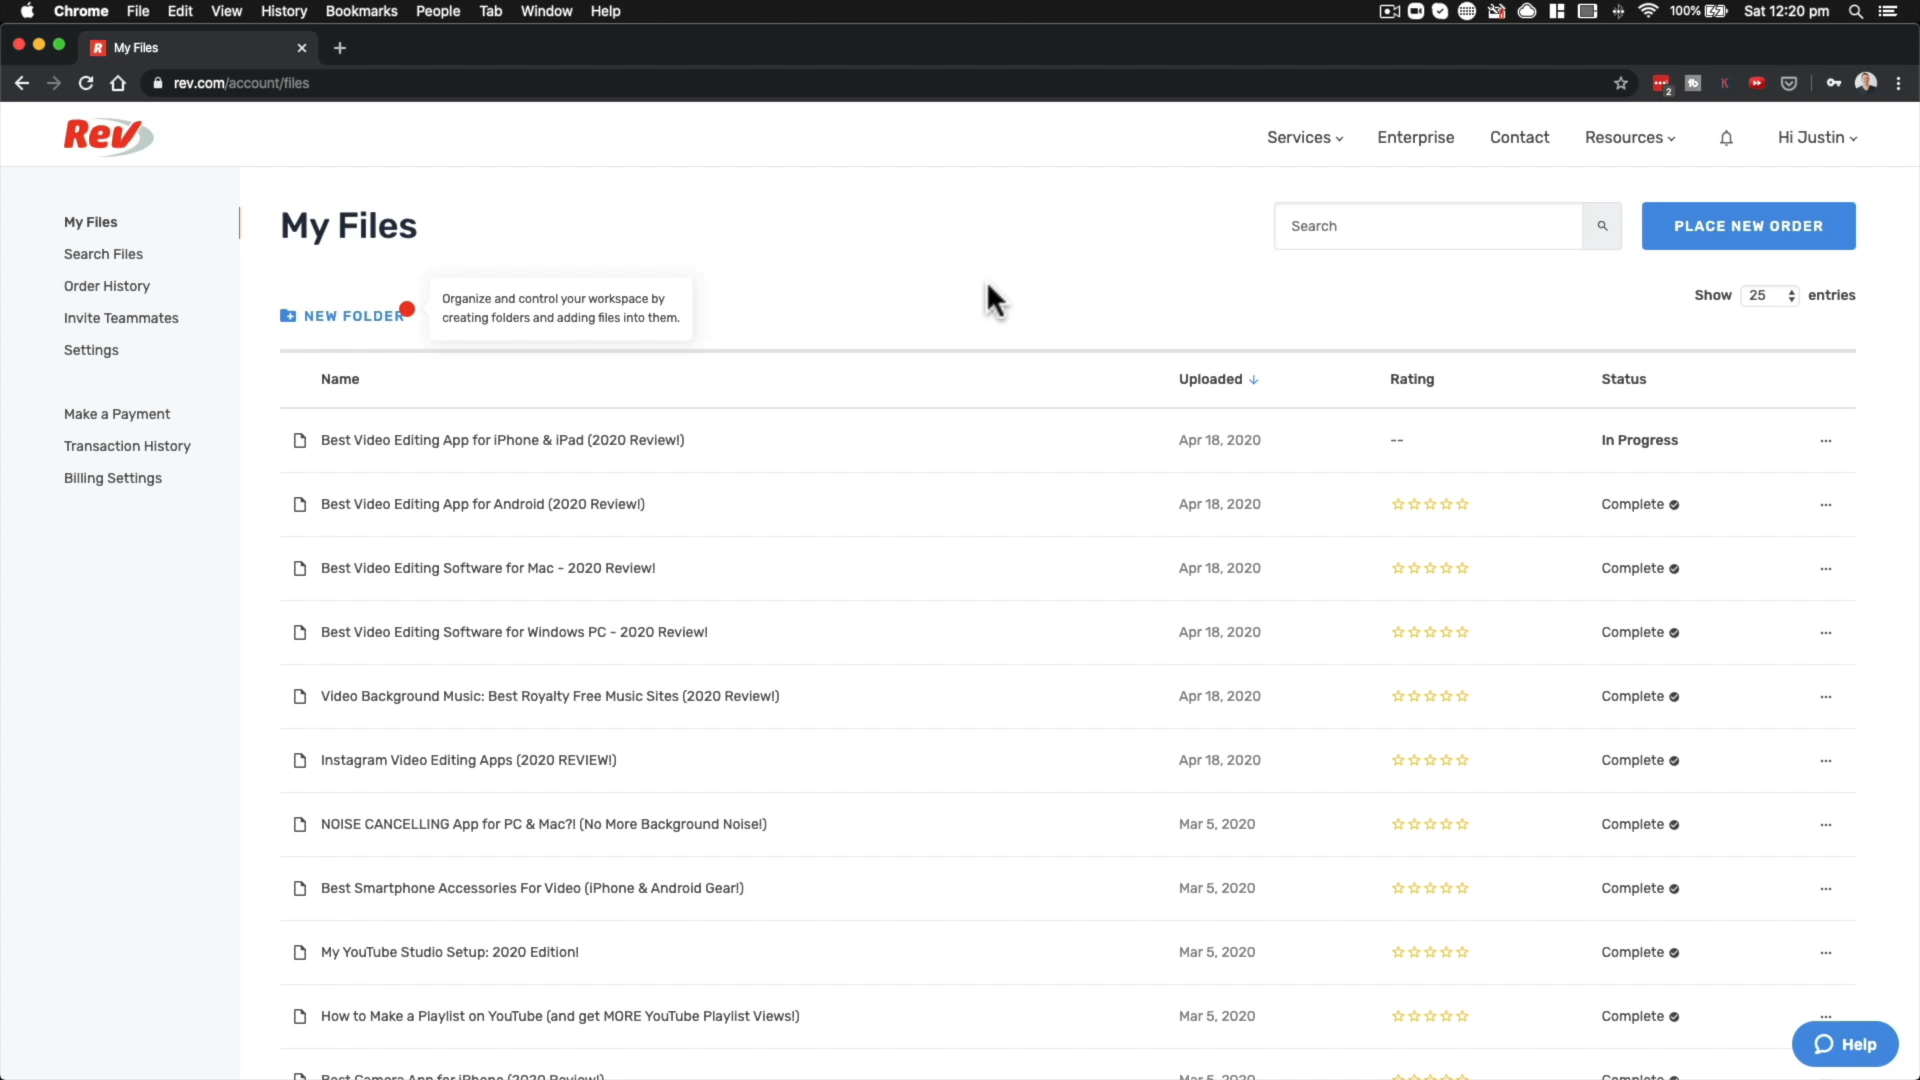 Chrome File Edit View History Bookmarks People Tab Window Help 100% Sat 12:20 pm
R My Files
rev.com/account/files 2 tb K
Rev Services Enterprise Contact Resources Hi Justin
My Files
Search Files
Order History
Invite Teammates
Settings
Make a Payment
Transaction History
Billing Settings
My Files Search PLACE NEW ORDER
NEW FOLDER
Organize and control your workspace by
creating folders and adding files into them.
Show 25 entries
Name Uploaded Rating Status
Best Video Editing App for iPhone & iPad (2020 Review!) Apr 18, 2020 -- In Progress ...
Best Video Editing App for Android (2020 Review!) Apr 18, 2020 Complete ...
Best Video Editing Software for Mac - 2020 Review! Apr 18, 2020 Complete ...
Best Video Editing Software for Windows PC - 2020 Review! Apr 18, 2020 Complete ...
Video Background Music: Best Royalty Free Music Sites (2020 Review!) Apr 18, 2020 Complete ...
Instagram Video Editing Apps (2020 REVIEW!) Apr 18, 2020 Complete ...
NOISE CANCELLING App for PC & Mac?! (No More Background Noise!) Mar 5, 2020 Complete ...
Best Smartphone Accessories For Video (iPhone & Android Gear!) Mar 5, 2020 Complete ...
My YouTube Studio Setup: 2020 Edition! Mar 5, 2020 Complete ...
How to Make a Playlist on YouTube (and get MORE YouTube Playlist Views!) Mar 5, 2020 Complete ...
Best Camera App for iPhone (2020 Review!) Mar 5, 2020 Complete
Help